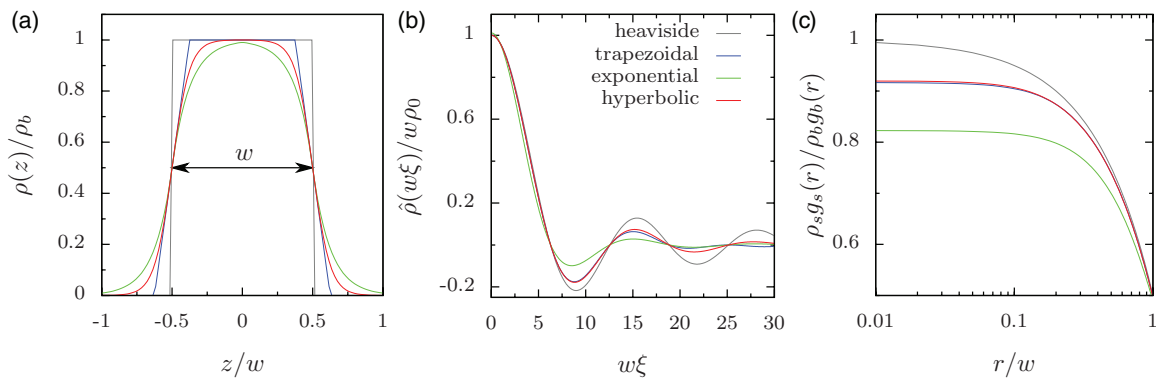 (a)
ρ(z)/ρ_b
1
0.8
0.6
0.4
0.2
0
-1
-0.5
0
0.5
1
z/w
w
(b)
ρ̂(wξ)/wρ_0
1
0.6
0.2
-0.2
0
5
10
15
20
25
30
wξ
heaviside
trapezoidal
exponential
hyperbolic
(c)
ρ_s g_s(r)/ρ_b g_b(r)
1
0.8
0.6
0.01
0.1
1
r/w